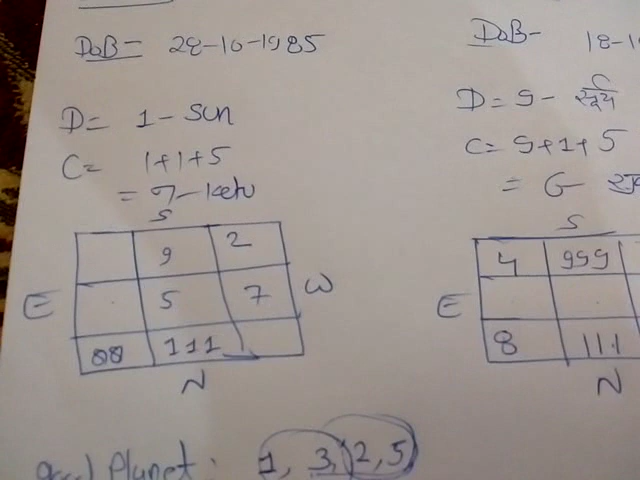 DoB= 28-10-1985
D= 1 - Sun
C= 1+1+5
= 7 - Ketu
S
9 2
E 5 7 W
88 111
N
Good Planet: 1, 3, 2, 5
DoB- 18-1
D= 9 -
C= 9+1+5
= 6
S
4 999
E
8 111
N